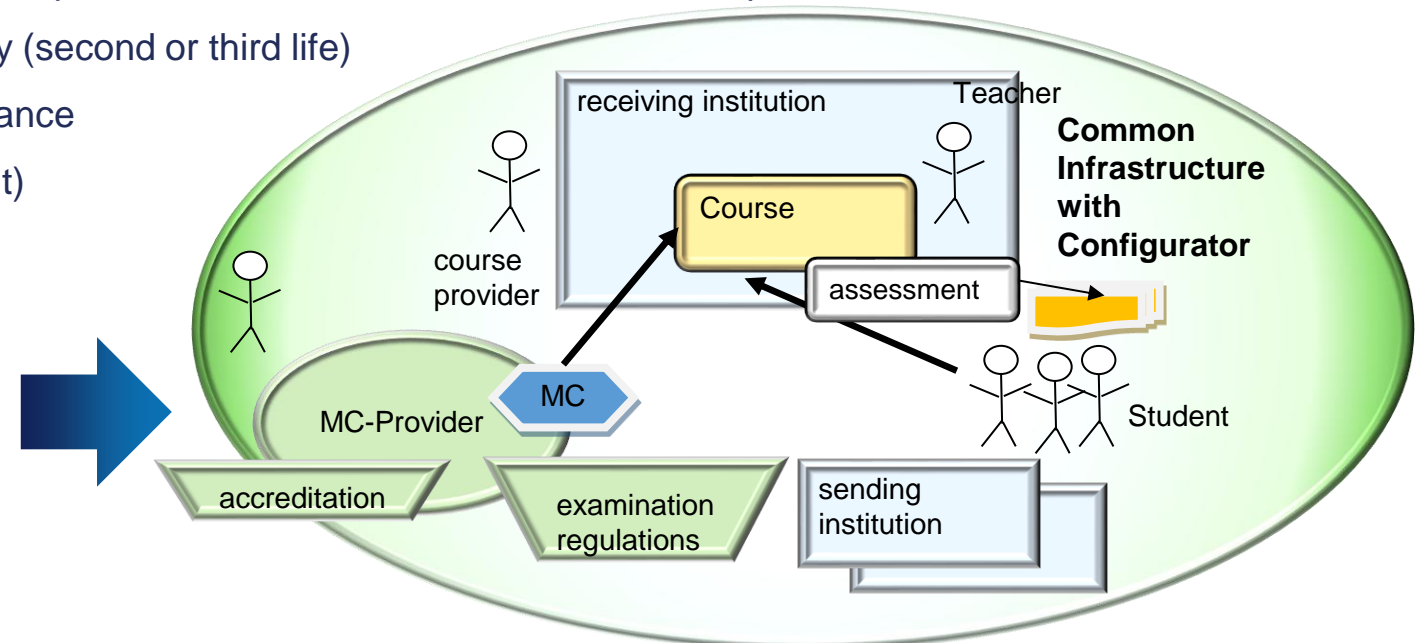 y (second or third life)
ance
t)
receiving institution
Teacher
Common
Infrastructure
with
Configurator
Course
course
provider
assessment
MC
MC-Provider
Student
accreditation
examination
regulations
sending
institution